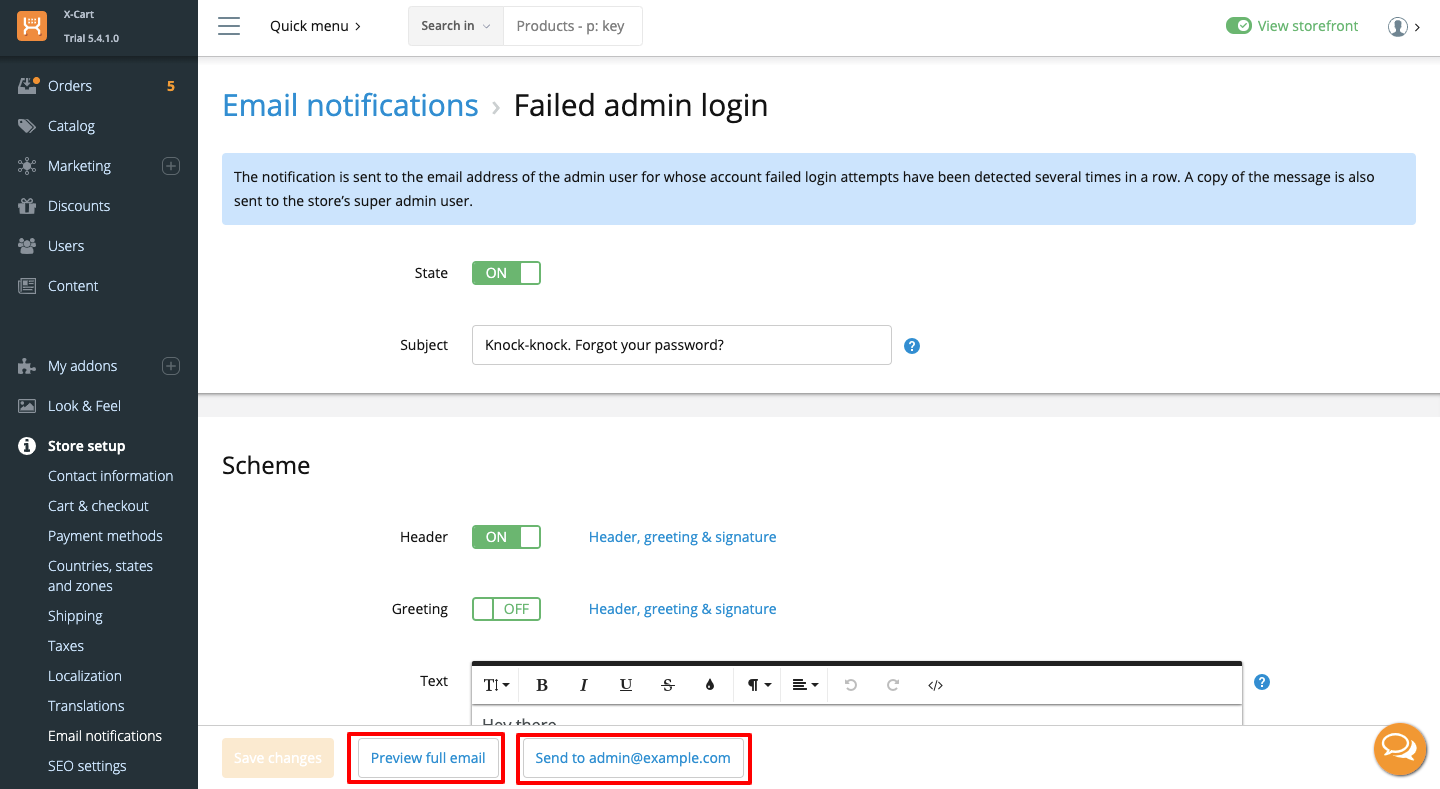 X-Cart
Trial 5.4.1.0
Quick menu
Search in
Products - p: key
View storefront
Orders 5
Catalog
Marketing
Discounts
Users
Content
My addons
Look & Feel
Store setup
Contact information
Cart & checkout
Payment methods
Countries, states
and zones
Shipping
Taxes
Localization
Translations
Email notifications
SEO settings
Email notifications › Failed admin login
The notification is sent to the email address of the admin user for whose account failed login attempts have been detected several times in a row. A copy of the message is also
sent to the store’s super admin user.
State ON
Subject Knock-knock. Forgot your password? ?
Scheme
Header ON Header, greeting & signature
Greeting OFF Header, greeting & signature
Text TI B I U S ¶ </> ?
Hey there
Save changes Preview full email Send to admin@example.com